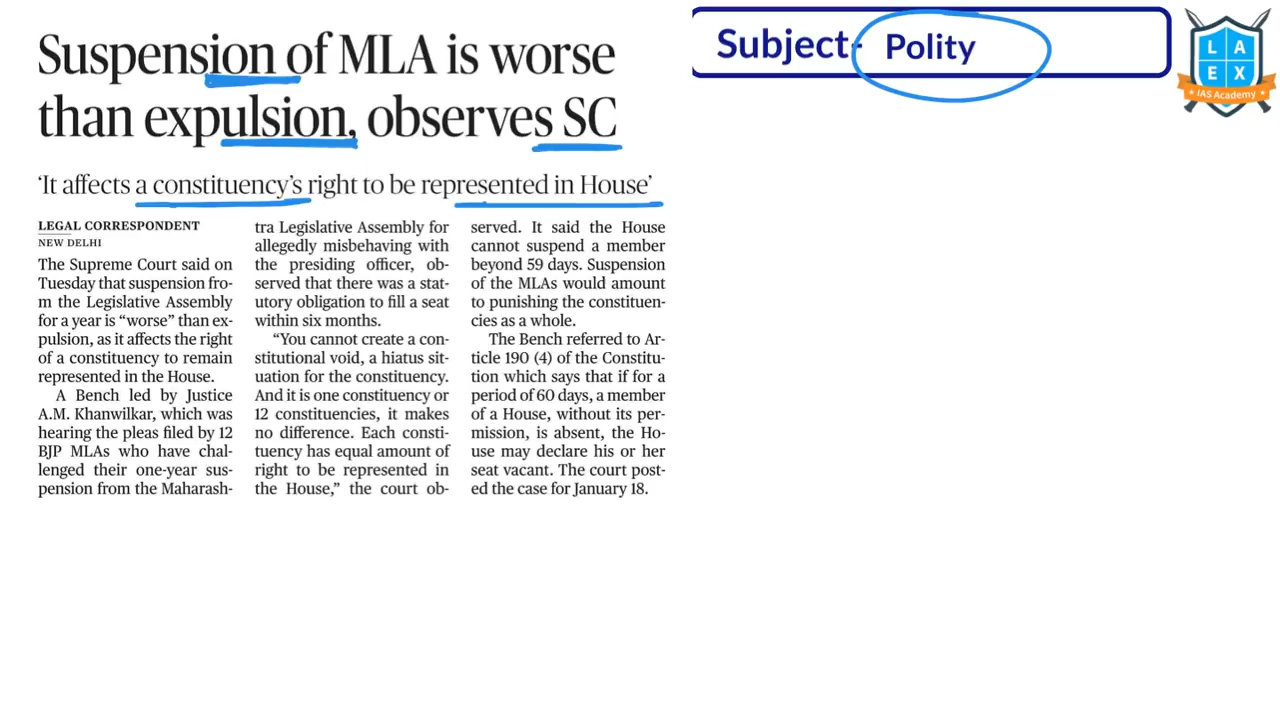 Suspension of MLA is worse
than expulsion, observes SC
‘It affects a constituency’s right to be represented in House’
LEGAL CORRESPONDENT
NEW DELHI
The Supreme Court said on
Tuesday that suspension fro-
m the Legislative Assembly
for a year is “worse” than ex-
pulsion, as it affects the right
of a constituency to remain
represented in the House.
A Bench led by Justice
A.M. Khanwilkar, which was
hearing the pleas filed by 12
BJP MLAs who have chal-
lenged their one-year sus-
pension from the Maharash-
tra Legislative Assembly for
allegedly misbehaving with
the presiding officer, ob-
served that there was a stat-
utory obligation to fill a seat
within six months.
“You cannot create a con-
stitutional void, a hiatus sit-
uation for the constituency.
And it is one constituency or
12 constituencies, it makes
no difference. Each consti-
tuency has equal amount of
right to be represented in
the House,” the court ob-
served. It said the House
cannot suspend a member
beyond 59 days. Suspension
of the MLAs would amount
to punishing the constituen-
cies as a whole.
The Bench referred to Ar-
ticle 190 (4) of the Constitu-
tion which says that if for a
period of 60 days, a member
of a House, without its per-
mission, is absent, the Ho-
use may declare his or her
seat vacant. The court post-
ed the case for January 18.
Subject- Polity
L A
E X
IAS Academy